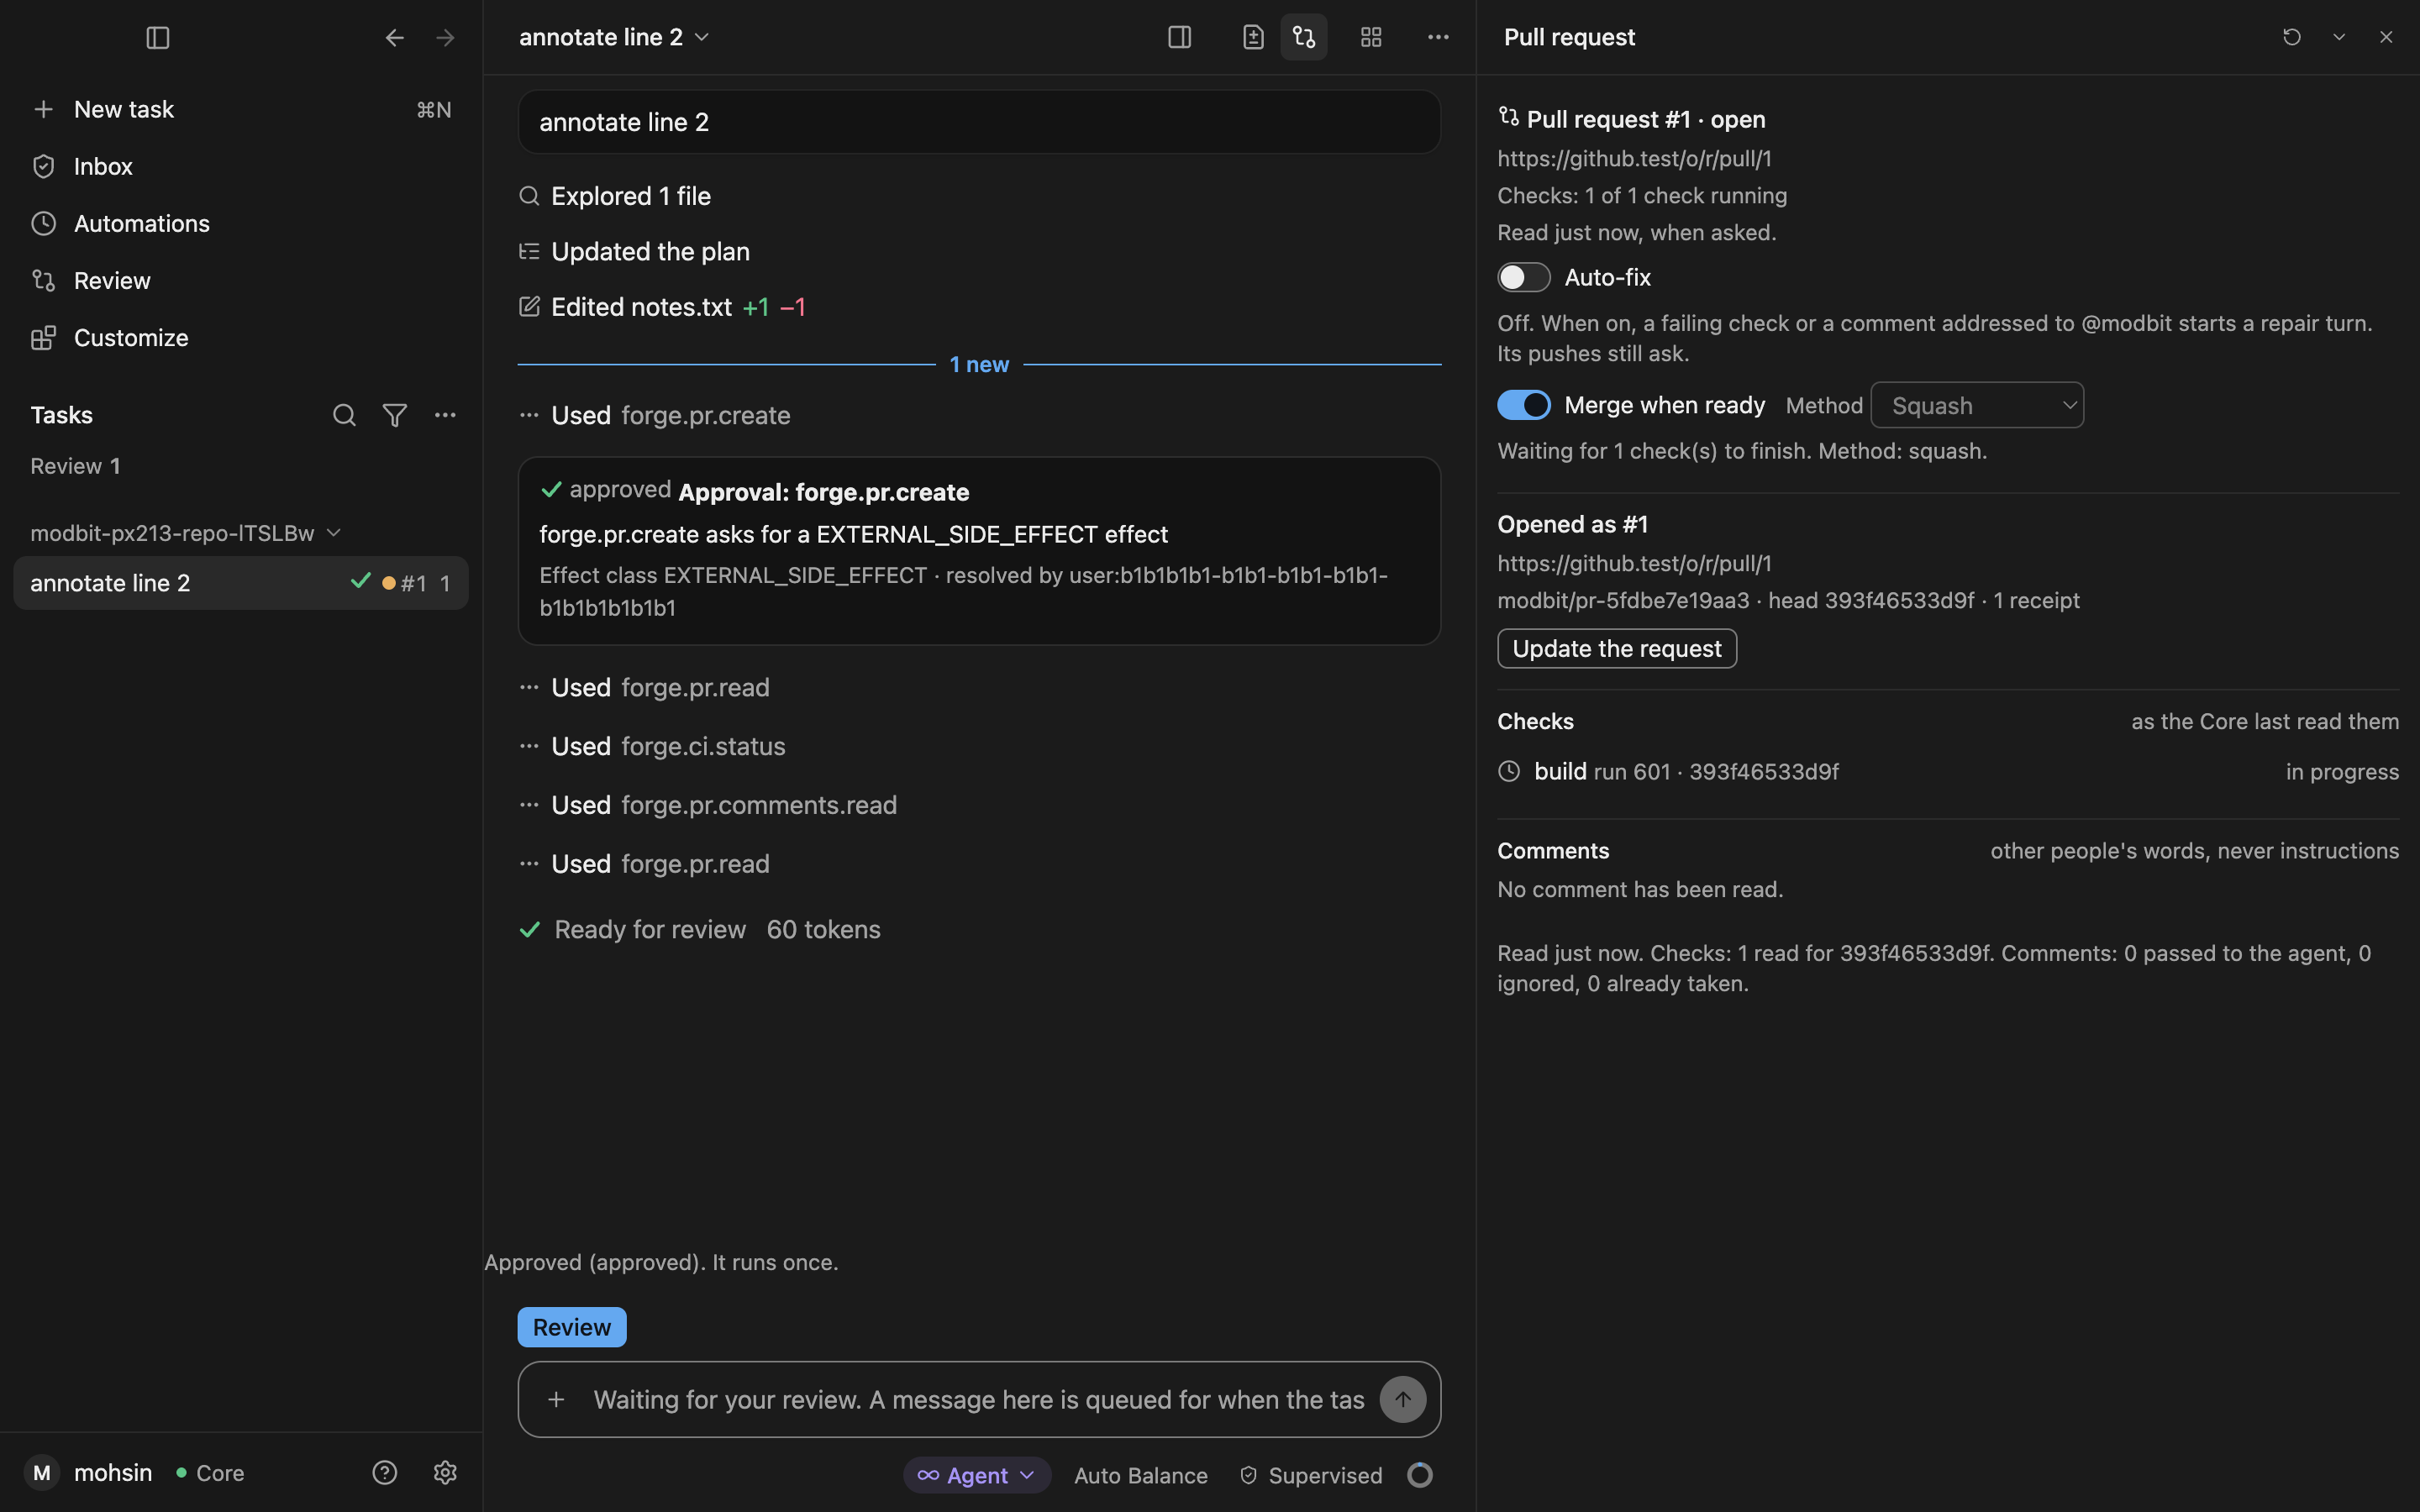 New task ⌘N
Inbox
Automations
Review
Customize
Tasks
Review 1
modbit-px213-repo-ITSLBw
annotate line 2 #1 1
M mohsin Core
annotate line 2
annotate line 2
Explored 1 file
Updated the plan
Edited notes.txt +1 −1
1 new
Used forge.pr.create
approved Approval: forge.pr.create
forge.pr.create asks for a EXTERNAL_SIDE_EFFECT effect
Effect class EXTERNAL_SIDE_EFFECT · resolved by user:b1b1b1b1-b1b1-b1b1-b1b1-
b1b1b1b1b1b1
Used forge.pr.read
Used forge.ci.status
Used forge.pr.comments.read
Used forge.pr.read
Ready for review 60 tokens
Approved (approved). It runs once.
Review
Waiting for your review. A message here is queued for when the tas
Agent Auto Balance Supervised
Pull request
Pull request #1 · open
https://github.test/o/r/pull/1
Checks: 1 of 1 check running
Read just now, when asked.
Auto-fix
Off. When on, a failing check or a comment addressed to @modbit starts a repair turn.
Its pushes still ask.
Merge when ready Method Squash
Waiting for 1 check(s) to finish. Method: squash.
Opened as #1
https://github.test/o/r/pull/1
modbit/pr-5fdbe7e19aa3 · head 393f46533d9f · 1 receipt
Update the request
Checks as the Core last read them
build run 601 · 393f46533d9f in progress
Comments other people's words, never instructions
No comment has been read.
Read just now. Checks: 1 read for 393f46533d9f. Comments: 0 passed to the agent, 0
ignored, 0 already taken.